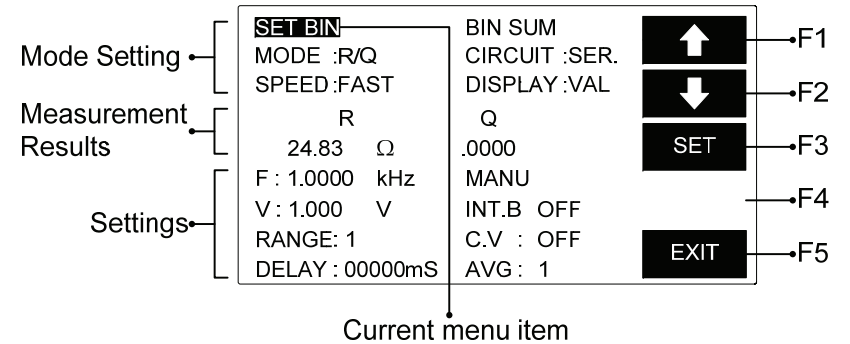 SET BIN BIN SUM
Mode Setting MODE :R/Q CIRCUIT :SER. F1
SPEED:FAST DISPLAY :VAL F2
Measurement Results R Q
24.83 Ω .0000 SET F3
F : 1.0000 kHz MANU
Settings V : 1.000 V INT.B OFF F4
RANGE: 1 C.V : OFF
EXIT F5
DELAY : 00000mS AVG : 1
Current menu item